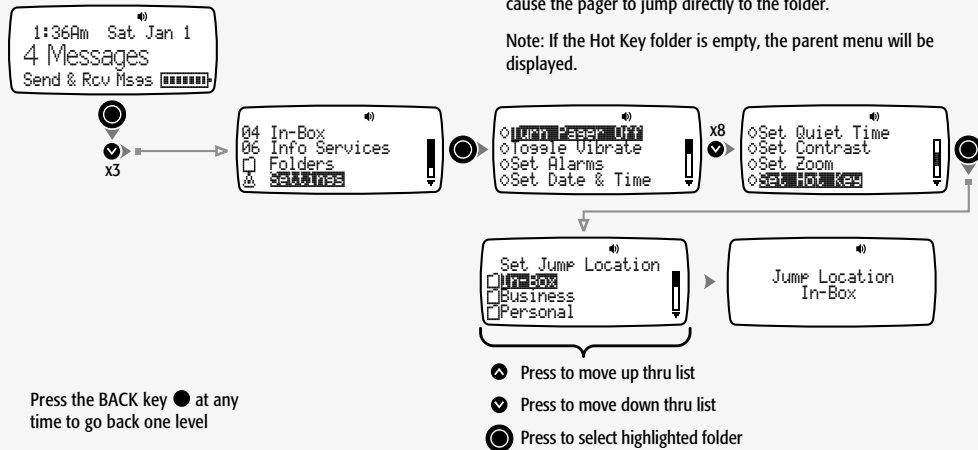 cause the pager to jump directly to the folder.
Note: If the Hot Key folder is empty, the parent menu will be
displayed.
1:36Am Sat Jan 1
4 Messages
Send & Rcv Msgs
x3
04 In-Box
06 Info Services
Folders
Settings
Turn Pager Off
Toggle Vibrate
Set Alarms
Set Date & Time
x8
Set Quiet Time
Set Contrast
Set Zoom
Set Hot Key
Set Jump Location
In-Box
Business
Personal
Jump Location
In-Box
Press to move up thru list
Press to move down thru list
Press to select highlighted folder
Press the BACK key at any
time to go back one level